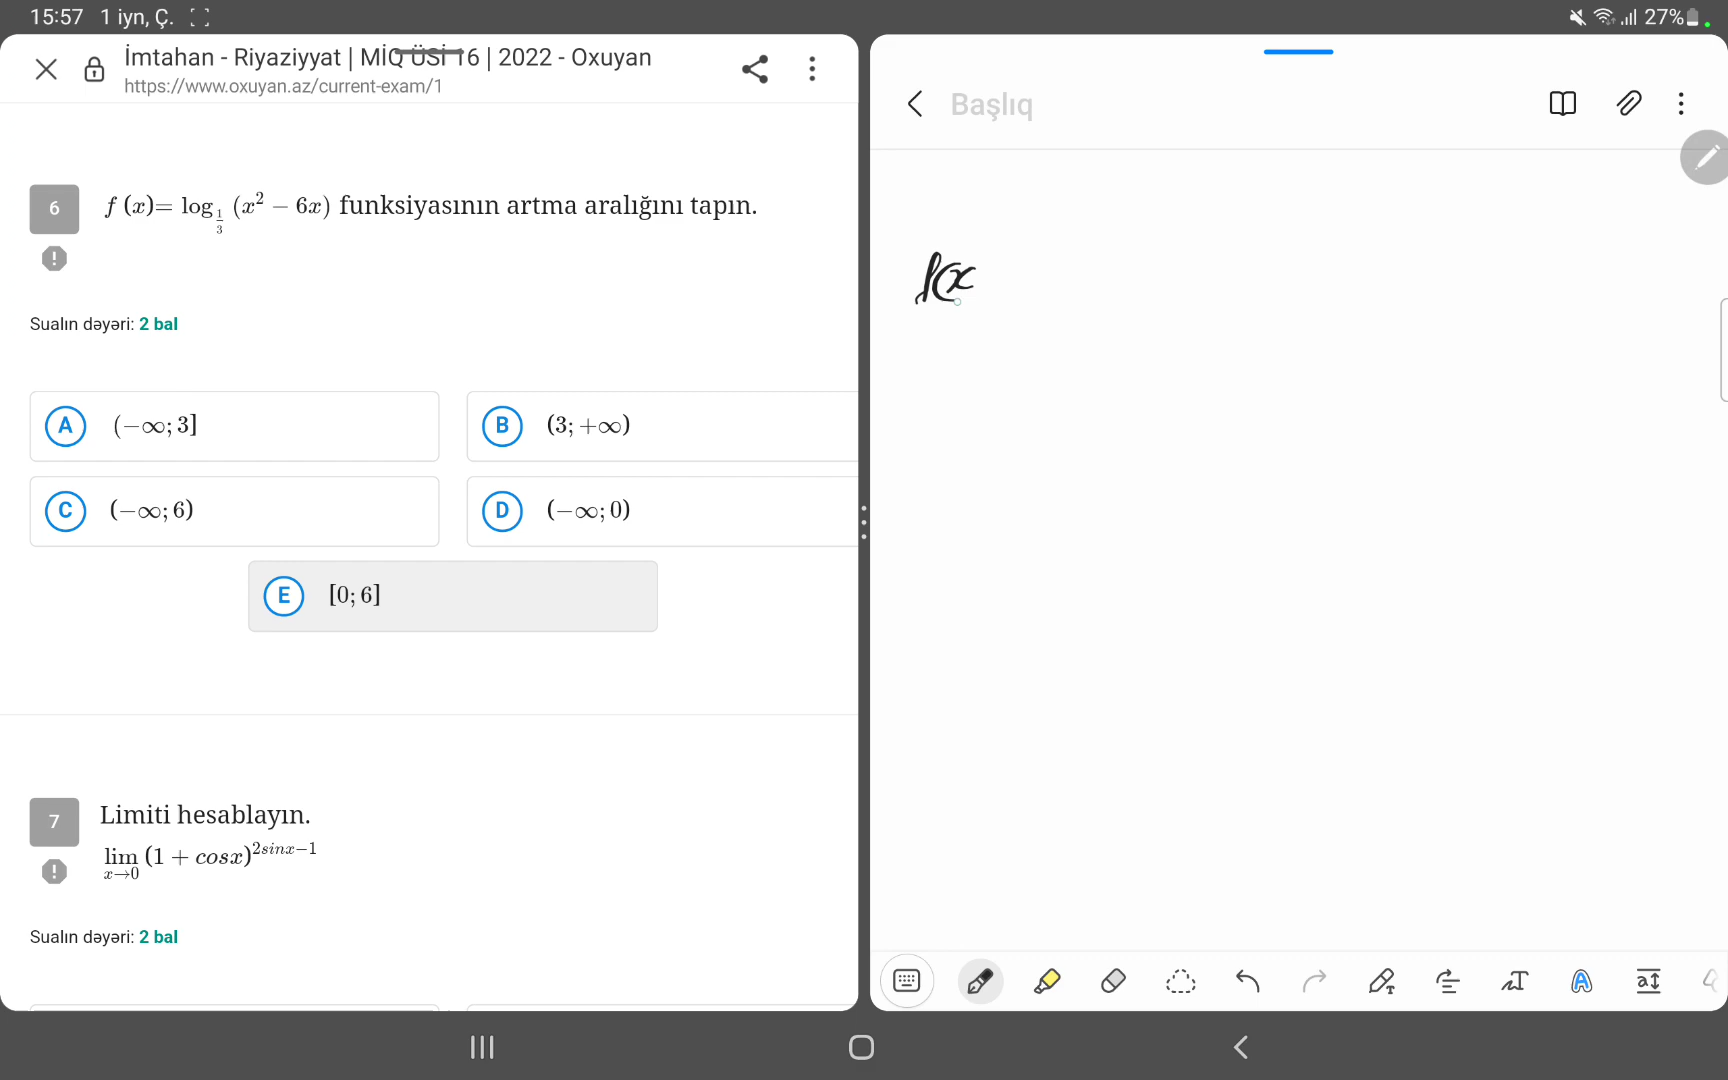 15:57 1 iyn, Ç. 27%
İmtahan - Riyaziyyat | MİQ ÜSİ 16 | 2022 - Oxuyan
https://www.oxuyan.az/current-exam/1
6 f (x)= log_{1/3} (x² − 6x) funksiyasının artma aralığını tapın.
Sualın dəyəri: 2 bal
A (−∞; 3]
B (3; +∞)
C (−∞; 6)
D (−∞; 0)
E [0; 6]
7 Limiti hesablayın.
lim_{x→0} (1 + cosx)^{2sinx−1}
Sualın dəyəri: 2 bal
Başlıq
f(x